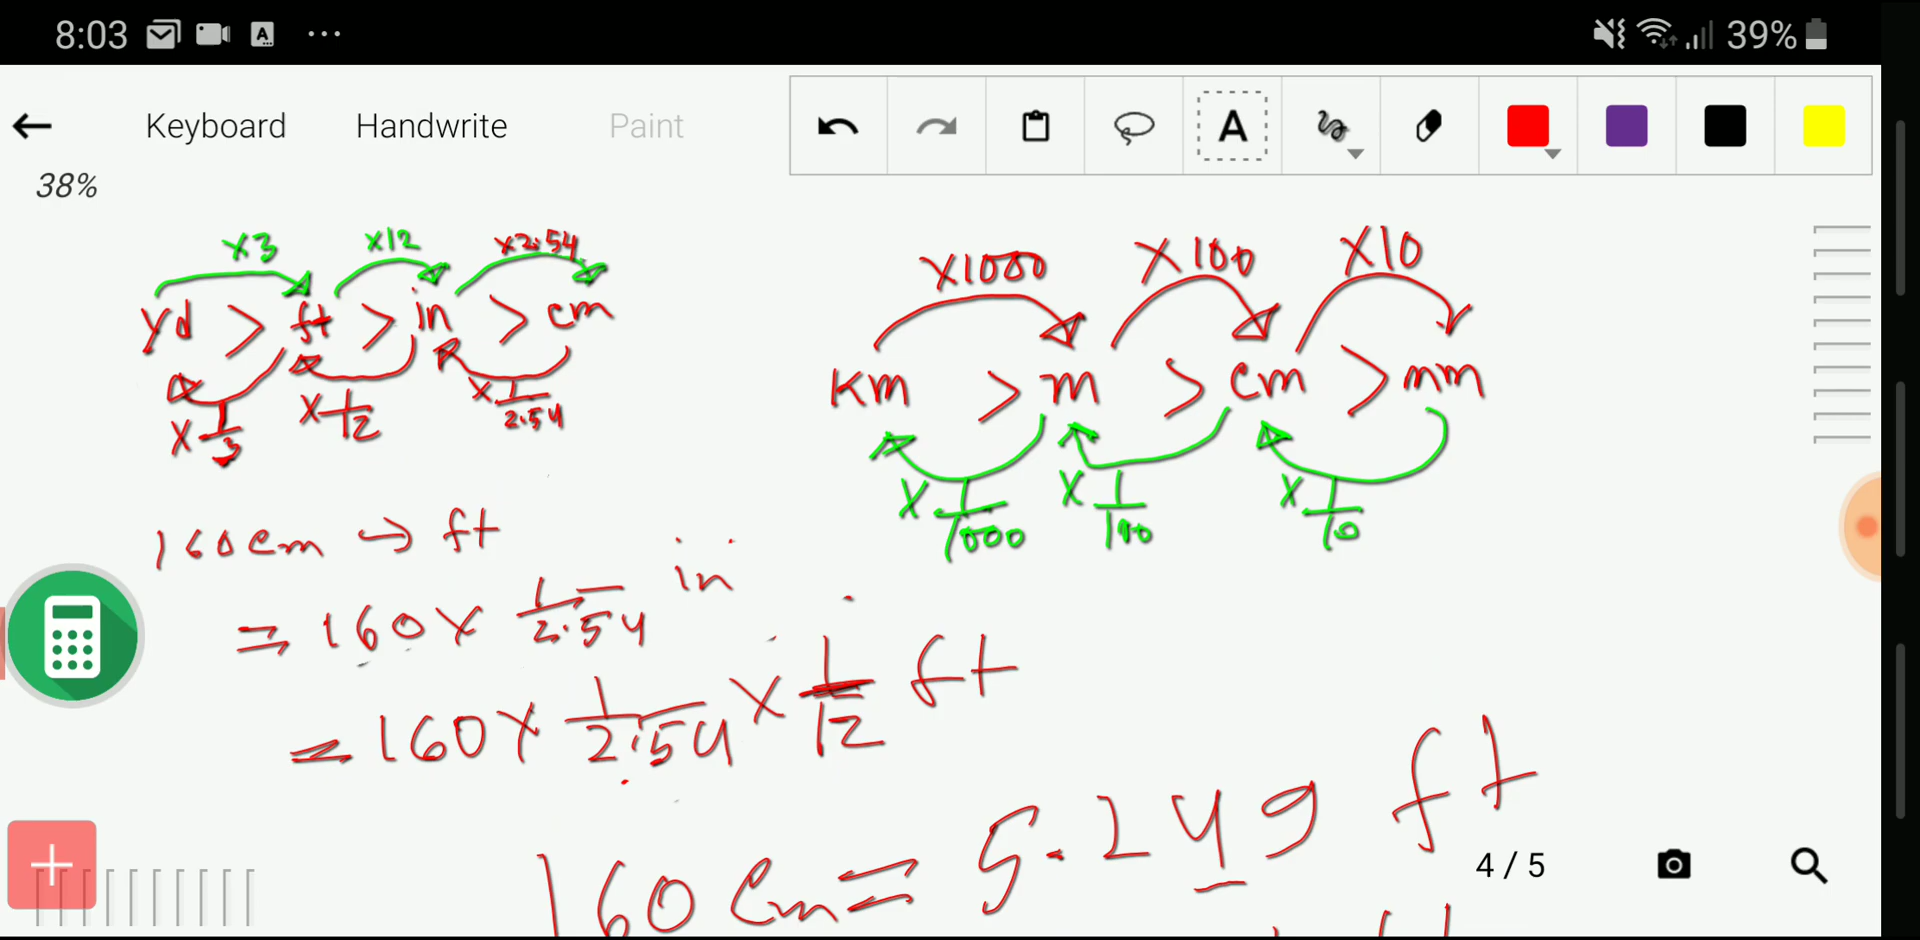 8:03 39%
Keyboard Handwrite Paint A
38%
x3 x12 x2.54
yd > ft > in > cm
x 1/3 x 1/12 x 1/2.54
x1000 x100 x10
Km > m > cm > mm
x 1/1000 x 1/100 x 1/10
160cm → ft
= 160 x 1/2.54 in
= 160 x 1/2.54 x 1/12 ft
160 cm = 5.249 ft
4 / 5